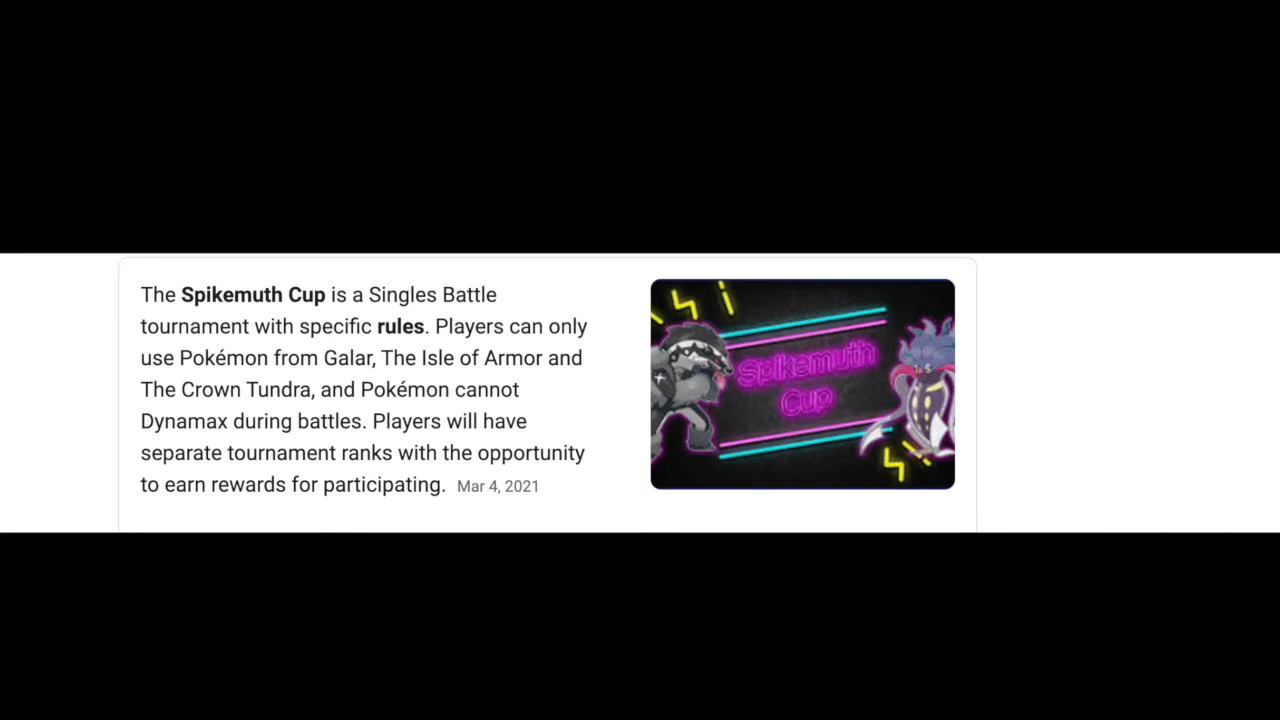 The Spikemuth Cup is a Singles Battle
tournament with specific rules. Players can only
use Pokémon from Galar, The Isle of Armor and
The Crown Tundra, and Pokémon cannot
Dynamax during battles. Players will have
separate tournament ranks with the opportunity
to earn rewards for participating. Mar 4, 2021
Spikemuth
Cup